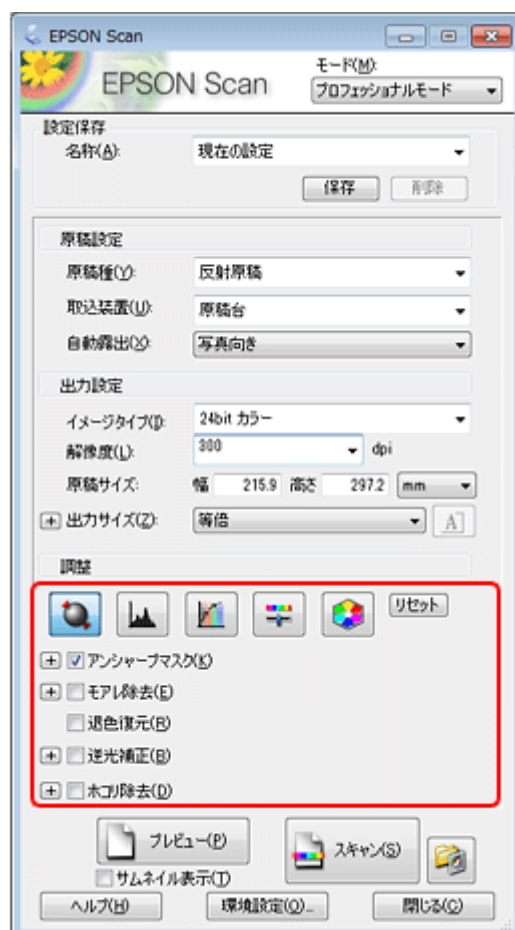 EPSON Scan
EPSON Scan
モード(M):
プロフェッショナルモード
設定保存
名称(A):
現在の設定
保存
削除
原稿設定
原稿種(Y):
反射原稿
取込装置(U):
原稿台
自動露出(X):
写真向き
出力設定
イメージタイプ(I):
24bit カラー
解像度(L):
300
dpi
原稿サイズ:
幅 215.9 高さ 297.2 mm
出力サイズ(Z):
等倍
A
調整
リセット
アンシャープマスク(K)
モアレ除去(E)
退色復元(R)
逆光補正(B)
ホコリ除去(D)
プレビュー(P)
スキャン(S)
サムネイル表示(T)
ヘルプ(H)
環境設定(O)...
閉じる(C)